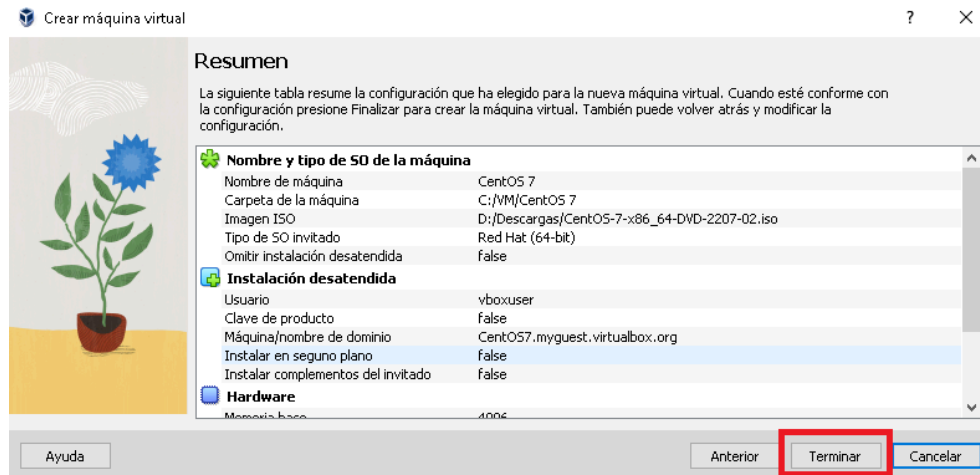 Crear máquina virtual
?
Resumen
La siguiente tabla resume la configuración que ha elegido para la nueva máquina virtual. Cuando esté conforme con
la configuración presione Finalizar para crear la máquina virtual. También puede volver atrás y modificar la
configuración.
Nombre y tipo de SO de la máquina
Nombre de máquina CentOS 7
Carpeta de la máquina C:/VM/CentOS 7
Imagen ISO D:/Descargas/CentOS-7-x86_64-DVD-2207-02.iso
Tipo de SO invitado Red Hat (64-bit)
Omitir instalación desatendida false
Instalación desatendida
Usuario vboxuser
Clave de producto false
Máquina/nombre de dominio CentOS7.myguest.virtualbox.org
Instalar en seguno plano false
Instalar complementos del invitado false
Hardware
Memoria base 4096
Ayuda Anterior Terminar Cancelar